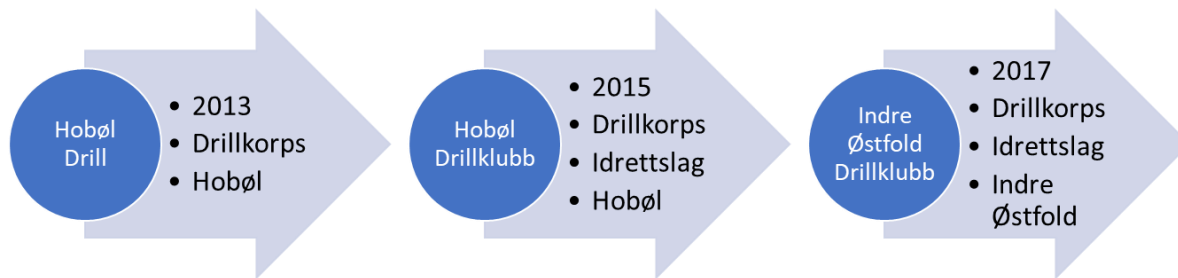 Hobøl
Drill
• 2013
• Drillkorps
• Hobøl
Hobøl
Drillklubb
• 2015
• Drillkorps
• Idrettslag
• Hobøl
Indre
Østfold
Drillklubb
• 2017
• Drillkorps
• Idrettslag
• Indre
Østfold